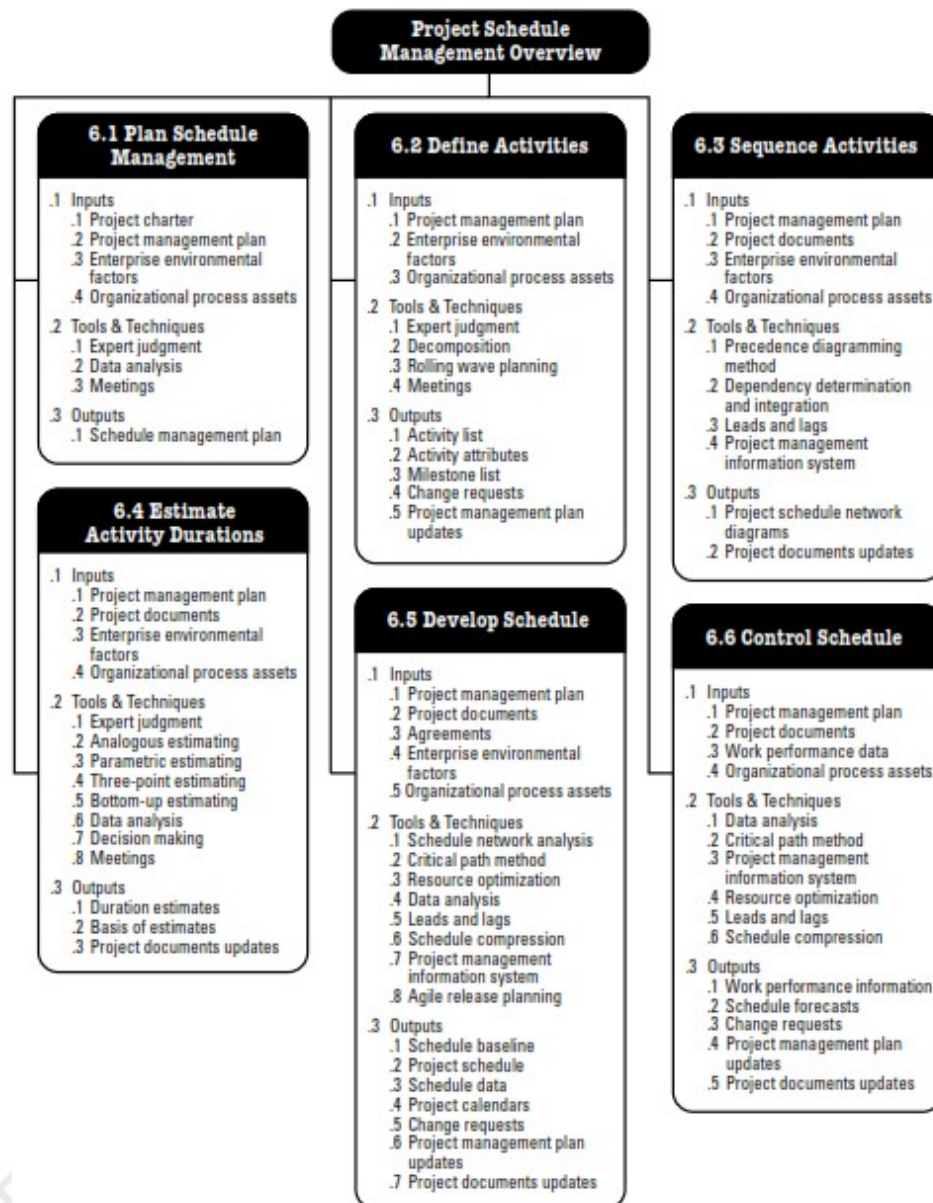 Project Schedule
Management Overview
6.1 Plan Schedule
Management
.1 Inputs
.1 Project charter
.2 Project management plan
.3 Enterprise environmental
factors
.4 Organizational process assets
.2 Tools & Techniques
.1 Expert judgment
.2 Data analysis
.3 Meetings
.3 Outputs
.1 Schedule management plan
6.2 Define Activities
.1 Inputs
.1 Project management plan
.2 Enterprise environmental
factors
.3 Organizational process assets
.2 Tools & Techniques
.1 Expert judgment
.2 Decomposition
.3 Rolling wave planning
.4 Meetings
.3 Outputs
.1 Activity list
.2 Activity attributes
.3 Milestone list
.4 Change requests
.5 Project management plan
updates
6.3 Sequence Activities
.1 Inputs
.1 Project management plan
.2 Project documents
.3 Enterprise environmental
factors
.4 Organizational process assets
.2 Tools & Techniques
.1 Precedence diagramming
method
.2 Dependency determination
and integration
.3 Leads and lags
.4 Project management
information system
.3 Outputs
.1 Project schedule network
diagrams
.2 Project documents updates
6.4 Estimate
Activity Durations
.1 Inputs
.1 Project management plan
.2 Project documents
.3 Enterprise environmental
factors
.4 Organizational process assets
.2 Tools & Techniques
.1 Expert judgment
.2 Analogous estimating
.3 Parametric estimating
.4 Three-point estimating
.5 Bottom-up estimating
.6 Data analysis
.7 Decision making
.8 Meetings
.3 Outputs
.1 Duration estimates
.2 Basis of estimates
.3 Project documents updates
6.5 Develop Schedule
.1 Inputs
.1 Project management plan
.2 Project documents
.3 Agreements
.4 Enterprise environmental
factors
.5 Organizational process assets
.2 Tools & Techniques
.1 Schedule network analysis
.2 Critical path method
.3 Resource optimization
.4 Data analysis
.5 Leads and lags
.6 Schedule compression
.7 Project management
information system
.8 Agile release planning
.3 Outputs
.1 Schedule baseline
.2 Project schedule
.3 Schedule data
.4 Project calendars
.5 Change requests
.6 Project management plan
updates
.7 Project documents updates
6.6 Control Schedule
.1 Inputs
.1 Project management plan
.2 Project documents
.3 Work performance data
.4 Organizational process assets
.2 Tools & Techniques
.1 Data analysis
.2 Critical path method
.3 Project management
information system
.4 Resource optimization
.5 Leads and lags
.6 Schedule compression
.3 Outputs
.1 Work performance information
.2 Schedule forecasts
.3 Change requests
.4 Project management plan
updates
.5 Project documents updates